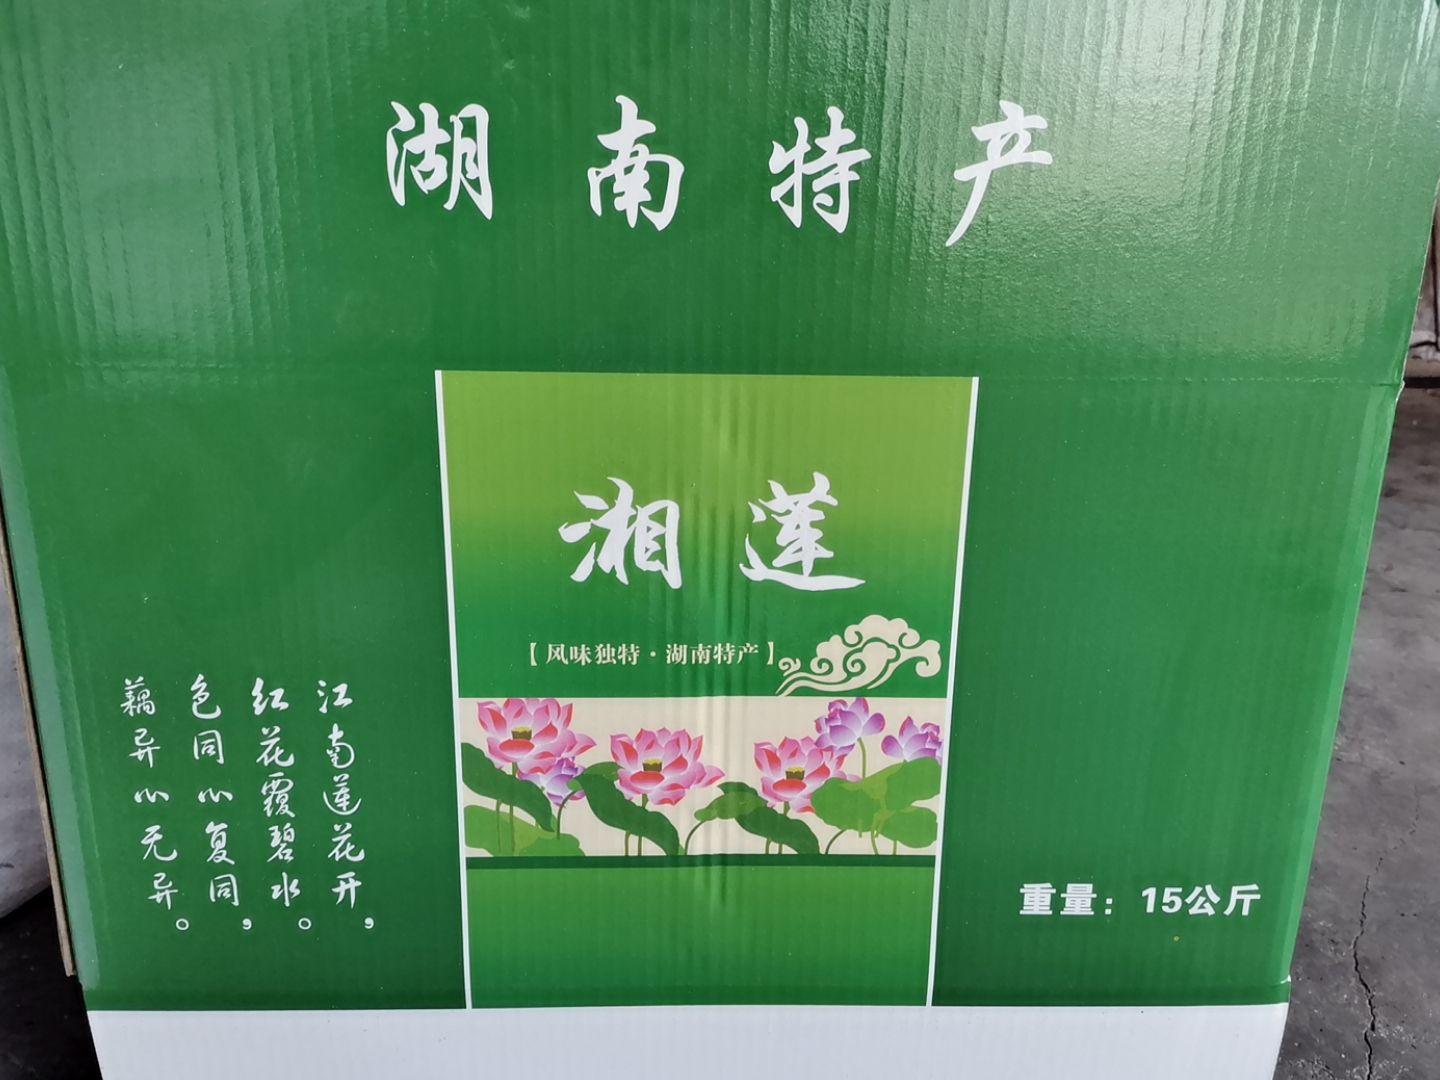 湖南特产
湘莲
【风味独特·湖南特产】
江南莲花开，
红花覆碧水。
色同心复同，
藕异心无异。
重量：15公斤